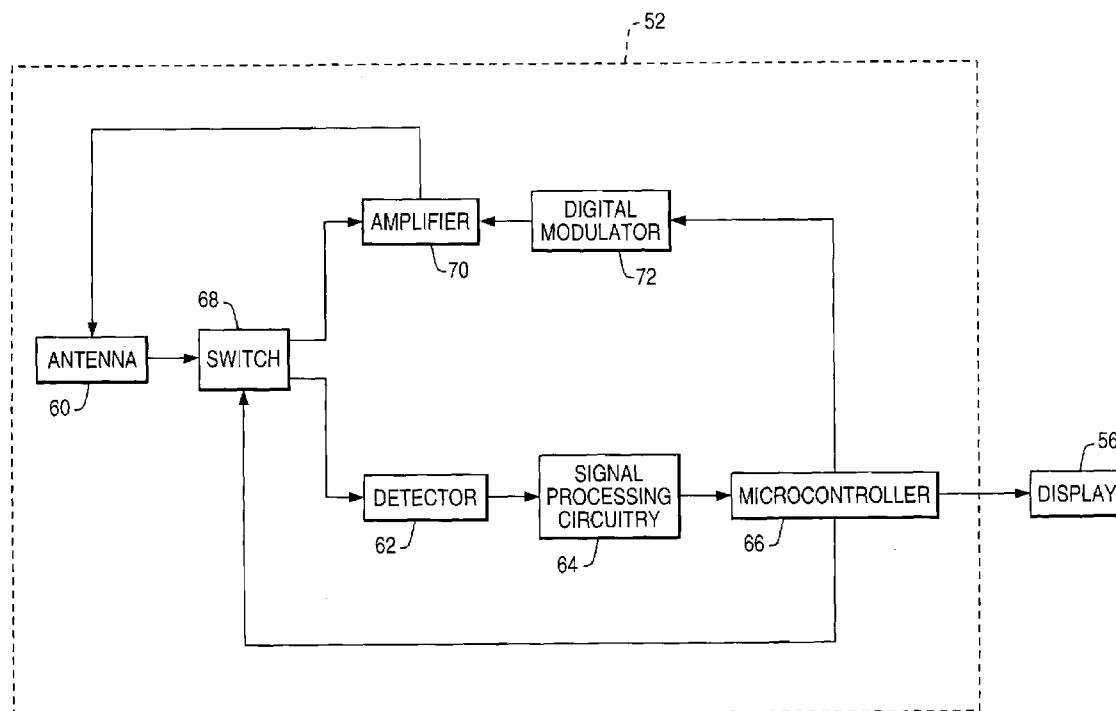 52
AMPLIFIER
70
DIGITAL
MODULATOR
72
68
ANTENNA
60
SWITCH
DETECTOR
62
SIGNAL
PROCESSING
CIRCUITRY
64
MICROCONTROLLER
66
56
DISPLAY